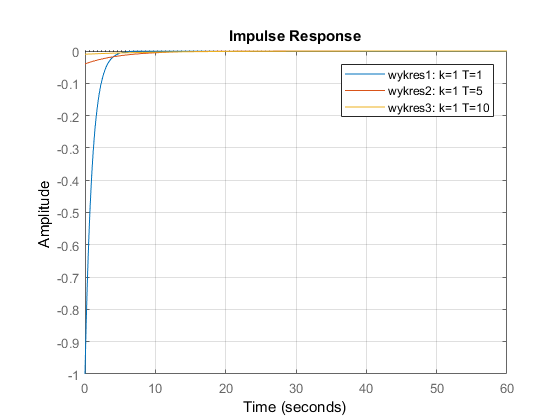 Impulse Response
Amplitude
0
-0.1
-0.2
-0.3
-0.4
-0.5
-0.6
-0.7
-0.8
-0.9
-1
wykres1: k=1 T=1
wykres2: k=1 T=5
wykres3: k=1 T=10
0 10 20 30 40 50 60
Time (seconds)